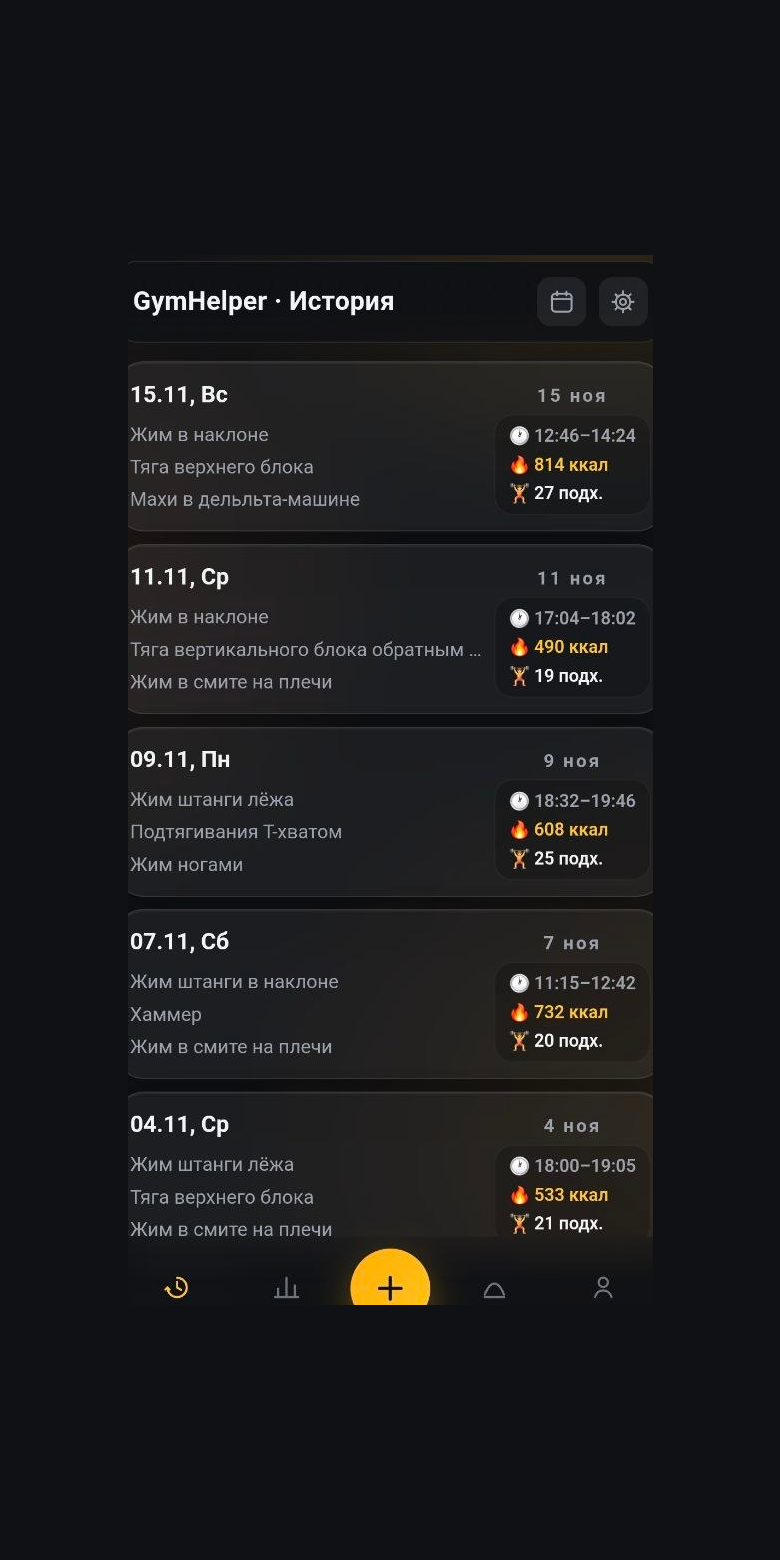 GymHelper · История
15.11, Вс
15 ноя
Жим в наклоне
12:46–14:24
Тяга верхнего блока
814 ккал
Махи в дельльта-машине
27 подх.
11.11, Ср
11 ноя
Жим в наклоне
17:04–18:02
Тяга вертикального блока обратным ...
490 ккал
Жим в смите на плечи
19 подх.
09.11, Пн
9 ноя
Жим штанги лёжа
18:32–19:46
Подтягивания Т-хватом
608 ккал
Жим ногами
25 подх.
07.11, Сб
7 ноя
Жим штанги в наклоне
11:15–12:42
Хаммер
732 ккал
Жим в смите на плечи
20 подх.
04.11, Ср
4 ноя
Жим штанги лёжа
18:00–19:05
Тяга верхнего блока
533 ккал
Жим в смите на плечи
21 подх.